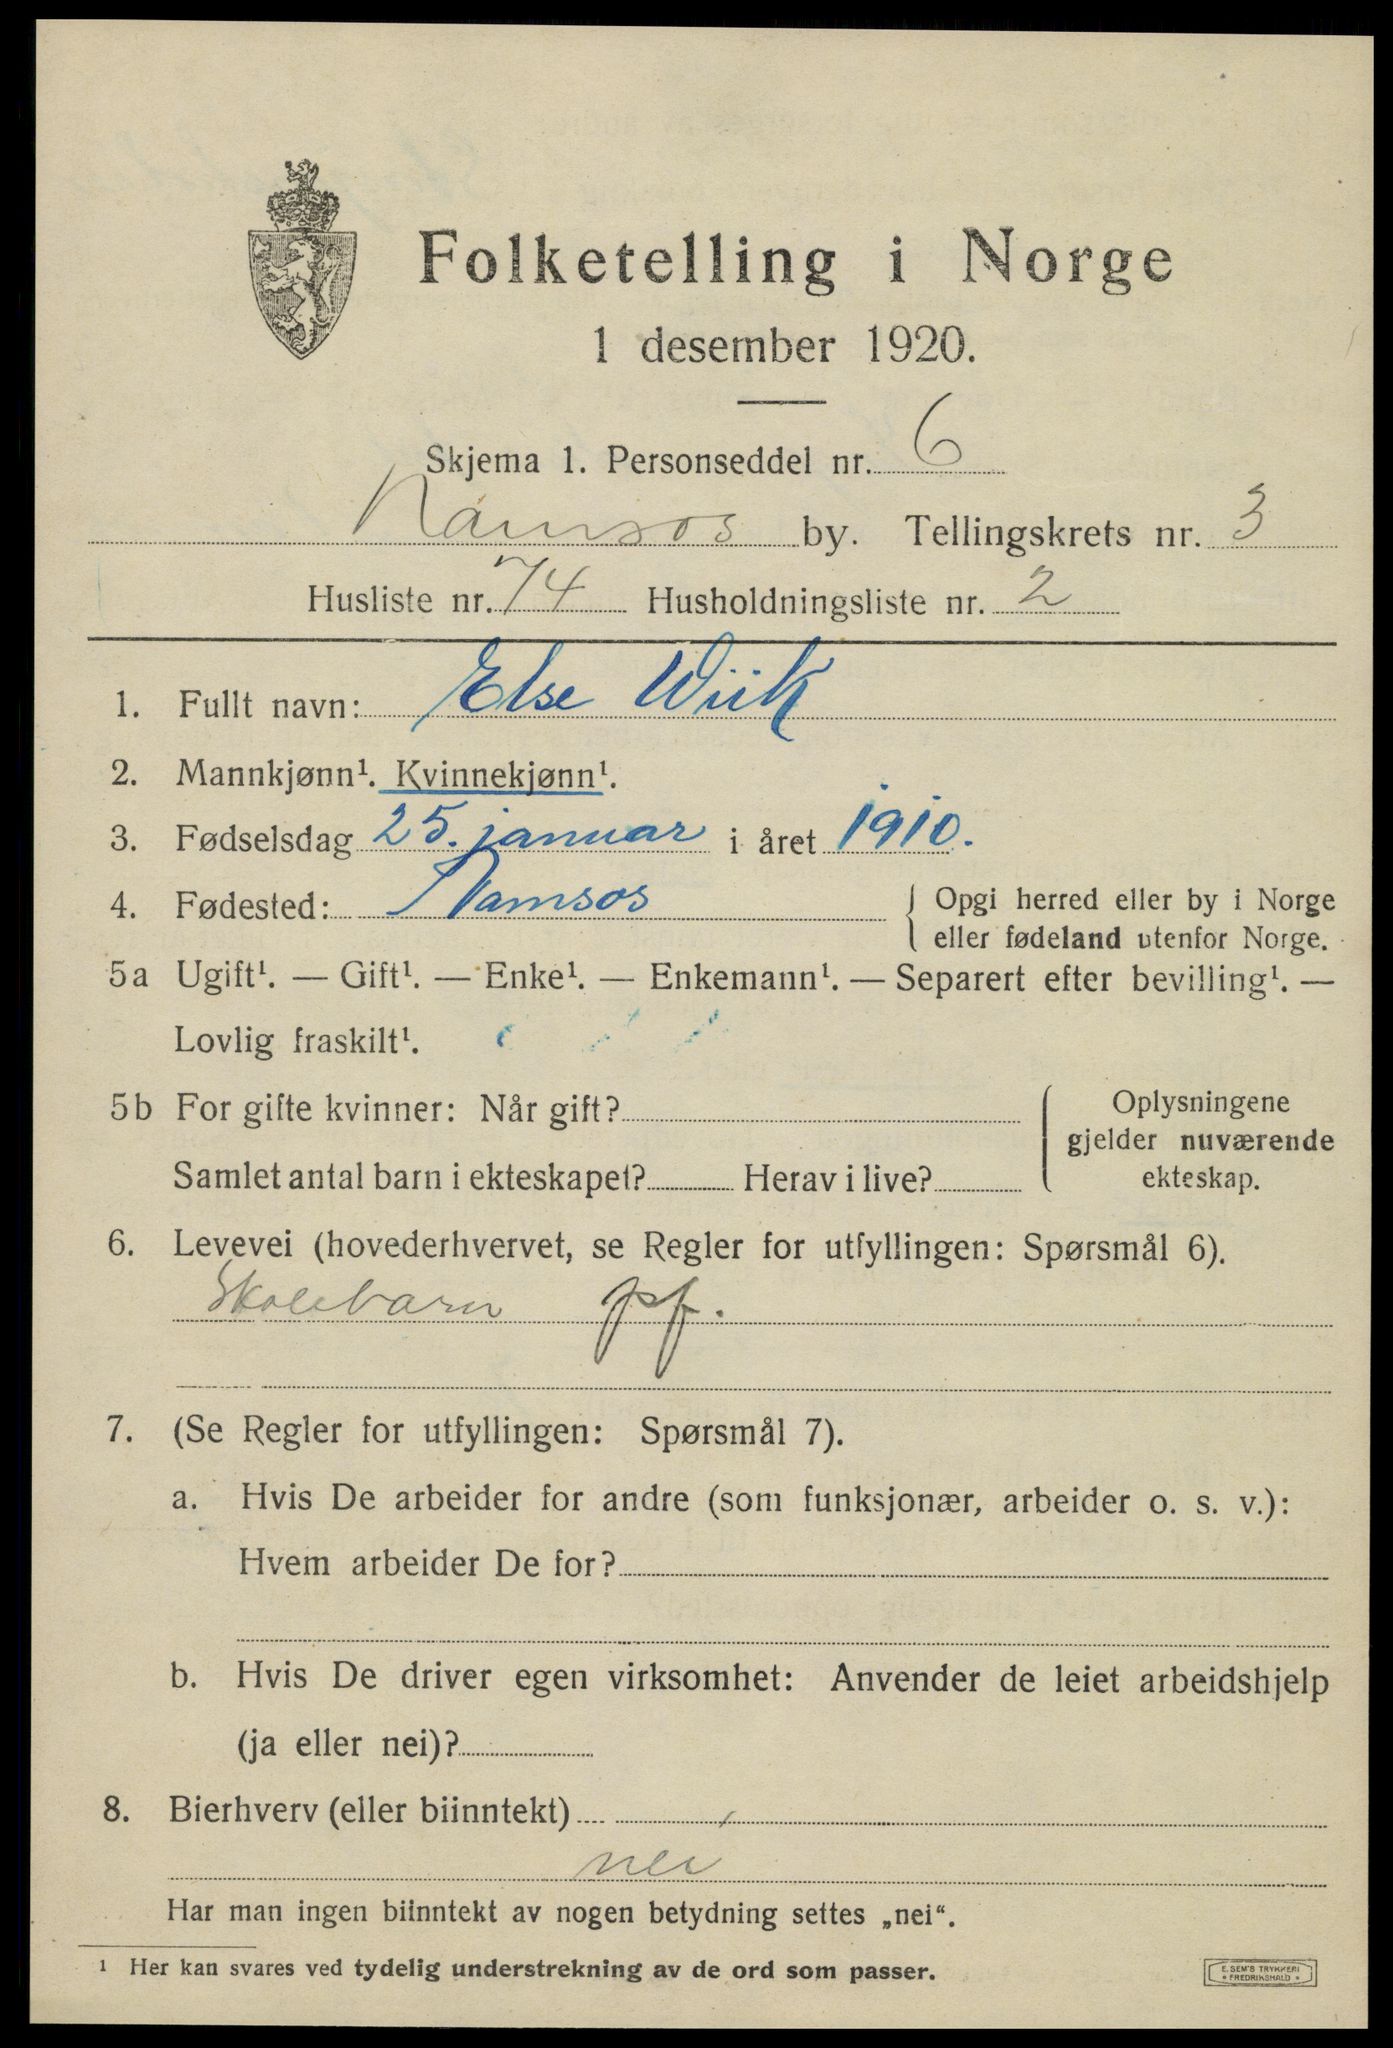 Folketelling i Norge
1 desember 1920.
Skjema 1. Personseddel nr. 6
Namsos by. Tellingskrets nr. 3
Husliste nr. 74 Husholdningsliste nr. 2
1. Fullt navn: Else Wiik
2. Mannkjønn¹. Kvinnekjønn¹.
3. Fødselsdag 25. januar i året 1910.
4. Fødested: Namsos { Opgi herred eller by i Norge
eller fødeland utenfor Norge.
5a Ugift¹. — Gift¹. — Enke¹. — Enkemann¹. — Separert efter bevilling¹. —
Lovlig fraskilt¹.
5b For gifte kvinner: Når gift?
Samlet antal barn i ekteskapet? Herav i live?
Oplysningene
gjelder nuværende
ekteskap.
6. Levevei (hovederhvervet, se Regler for utfyllingen: Spørsmål 6).
Skolebarn pf.
7. (Se Regler for utfyllingen: Spørsmål 7).
a. Hvis De arbeider for andre (som funksjonær, arbeider o. s. v.):
Hvem arbeider De for?
b. Hvis De driver egen virksomhet: Anvender de leiet arbeidshjelp
(ja eller nei)?
8. Bierhverv (eller biinntekt)
nei
Har man ingen biinntekt av nogen betydning settes „nei“.
¹ Her kan svares ved tydelig understrekning av de ord som passer.
E. SEM'S TRYKKERI
• FREDRIKSHALD •